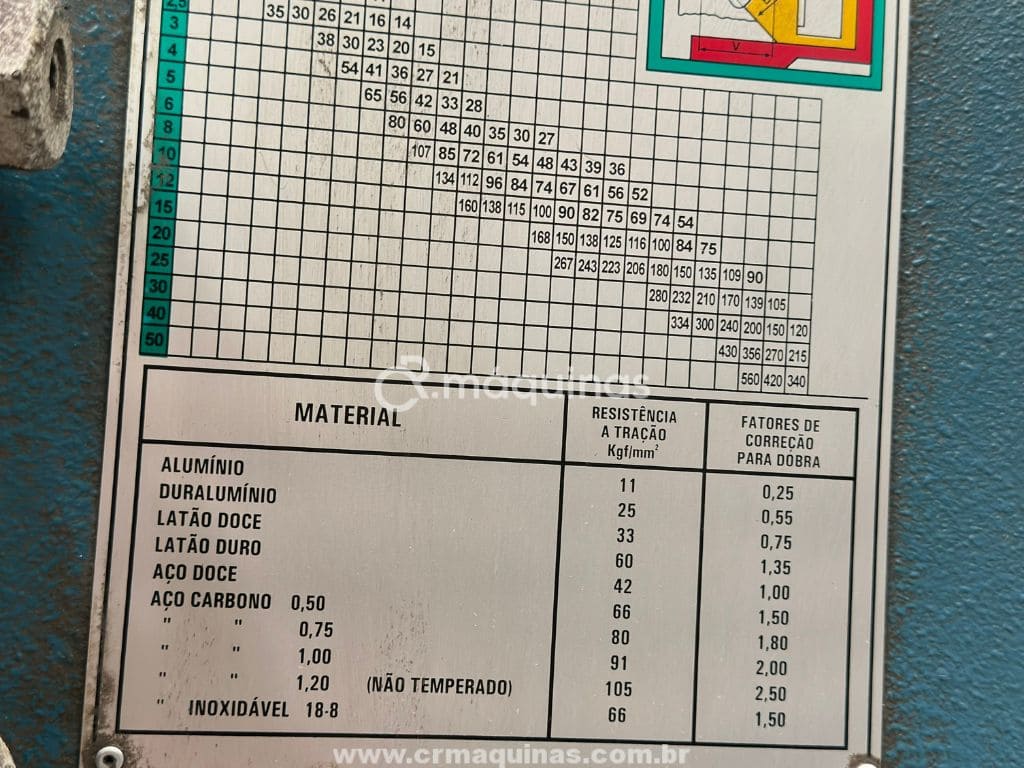 2,5 35 30 26 21 16 14
3 38 30 23 20 15
4 54 41 36 27 21
5 65 56 42 33 28
6 80 60 48 40 35 30 27
8 107 85 72 61 54 48 43 39 36
10 134 112 96 84 74 67 61 56 52
12 160 138 115 100 90 82 75 69 74 54
15 168 150 138 125 116 100 84 75
20 267 243 223 206 180 150 135 109 90
25 280 232 210 170 139 105
30 334 300 240 200 150 120
40 430 356 270 215
50 560 420 340
V
CR.máquinas
MATERIAL
RESISTÊNCIA
A TRAÇÃO
Kgf/mm²
FATORES DE
CORREÇÃO
PARA DOBRA
ALUMÍNIO 11 0,25
DURALUMÍNIO 25 0,55
LATÃO DOCE 33 0,75
LATÃO DURO 60 1,35
AÇO DOCE 42 1,00
AÇO CARBONO 0,50 66 1,50
" " 0,75 80 1,80
" " 1,00 91 2,00
" " 1,20 (NÃO TEMPERADO) 105 2,50
" INOXIDÁVEL 18-8 66 1,50
www.crmaquinas.com.br